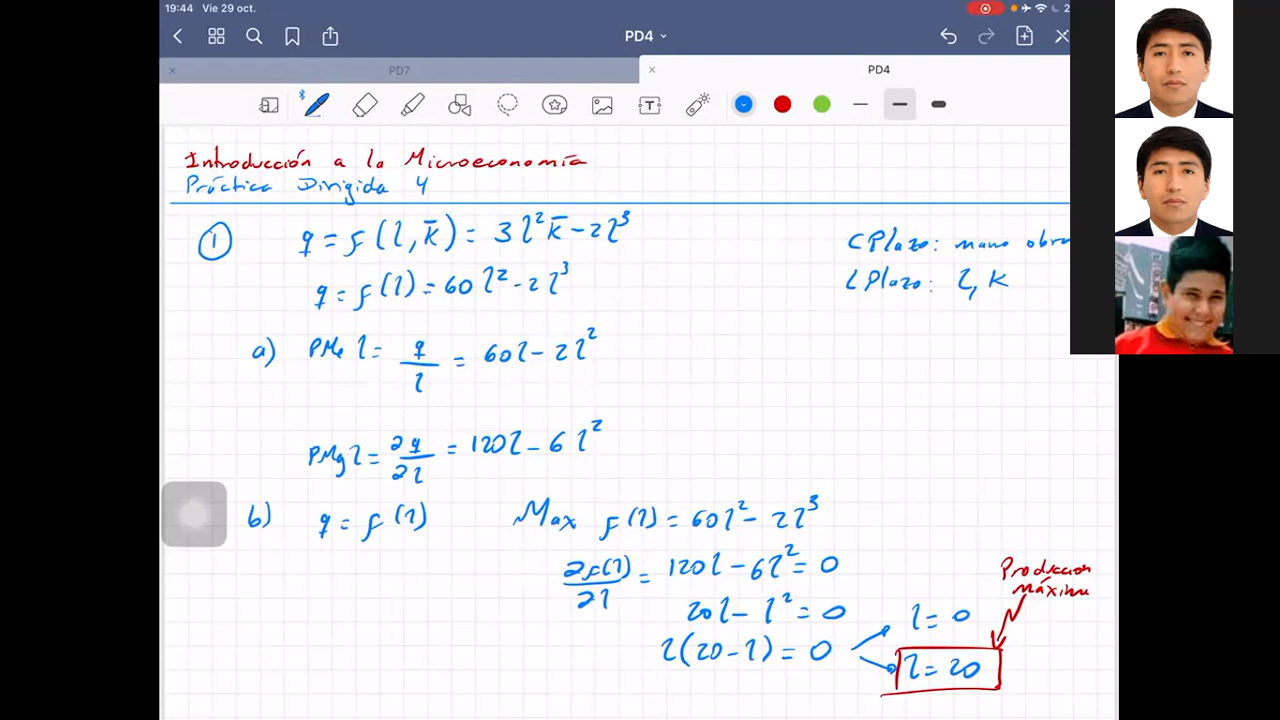 19:44 Vie 29 oct.
PD4
PD7
PD4
Introducción a la Microeconomía
Práctica Dirigida 4
① q = f(l, k̄) = 3l²k̄ - 2l³
q = f(l) = 60l² - 2l³
CPlazo: mano obra
LPlazo: l, k
a) PMe l = q/l = 60l - 2l²
PMg l = ∂q/∂l = 120l - 6l²
b) q = f(l)
Max f(l) = 60l² - 2l³
∂f(l)/∂l = 120l - 6l² = 0
20l - l² = 0
l(20 - l) = 0
l = 0
l = 20
Produccion
máxima